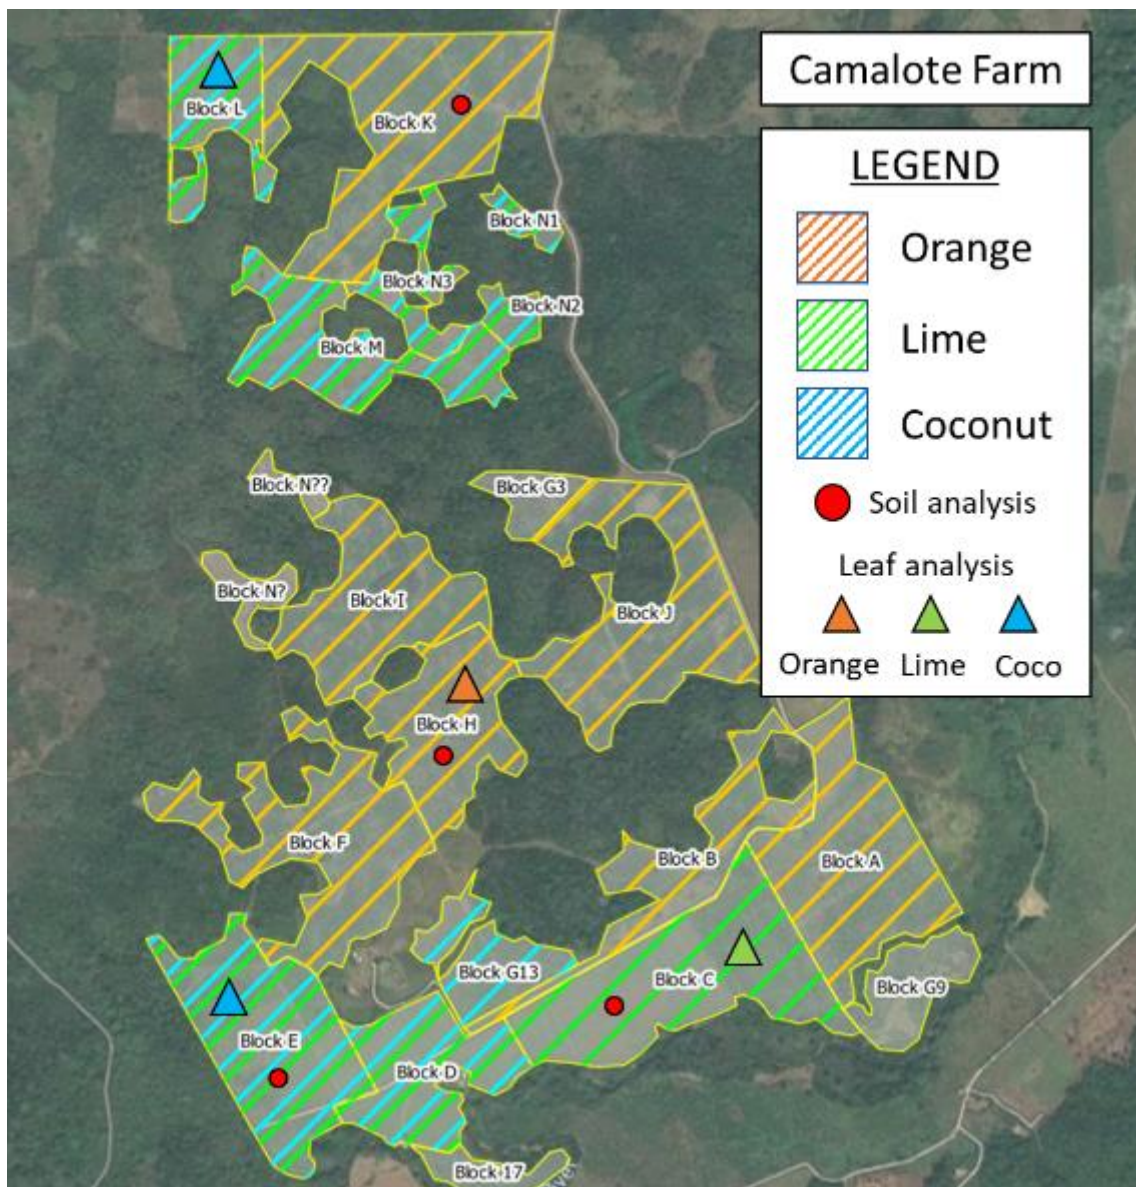 Camalote Farm
LEGEND
Orange
Lime
Coconut
Soil analysis
Leaf analysis
Orange Lime Coco
Block L
Block K
Block N1
Block N3
Block N2
Block M
Block N??
Block G3
Block N?
Block I
Block J
Block H
Block F
Block B
Block A
Block G13
Block C
Block G9
Block E
Block D
Block 17